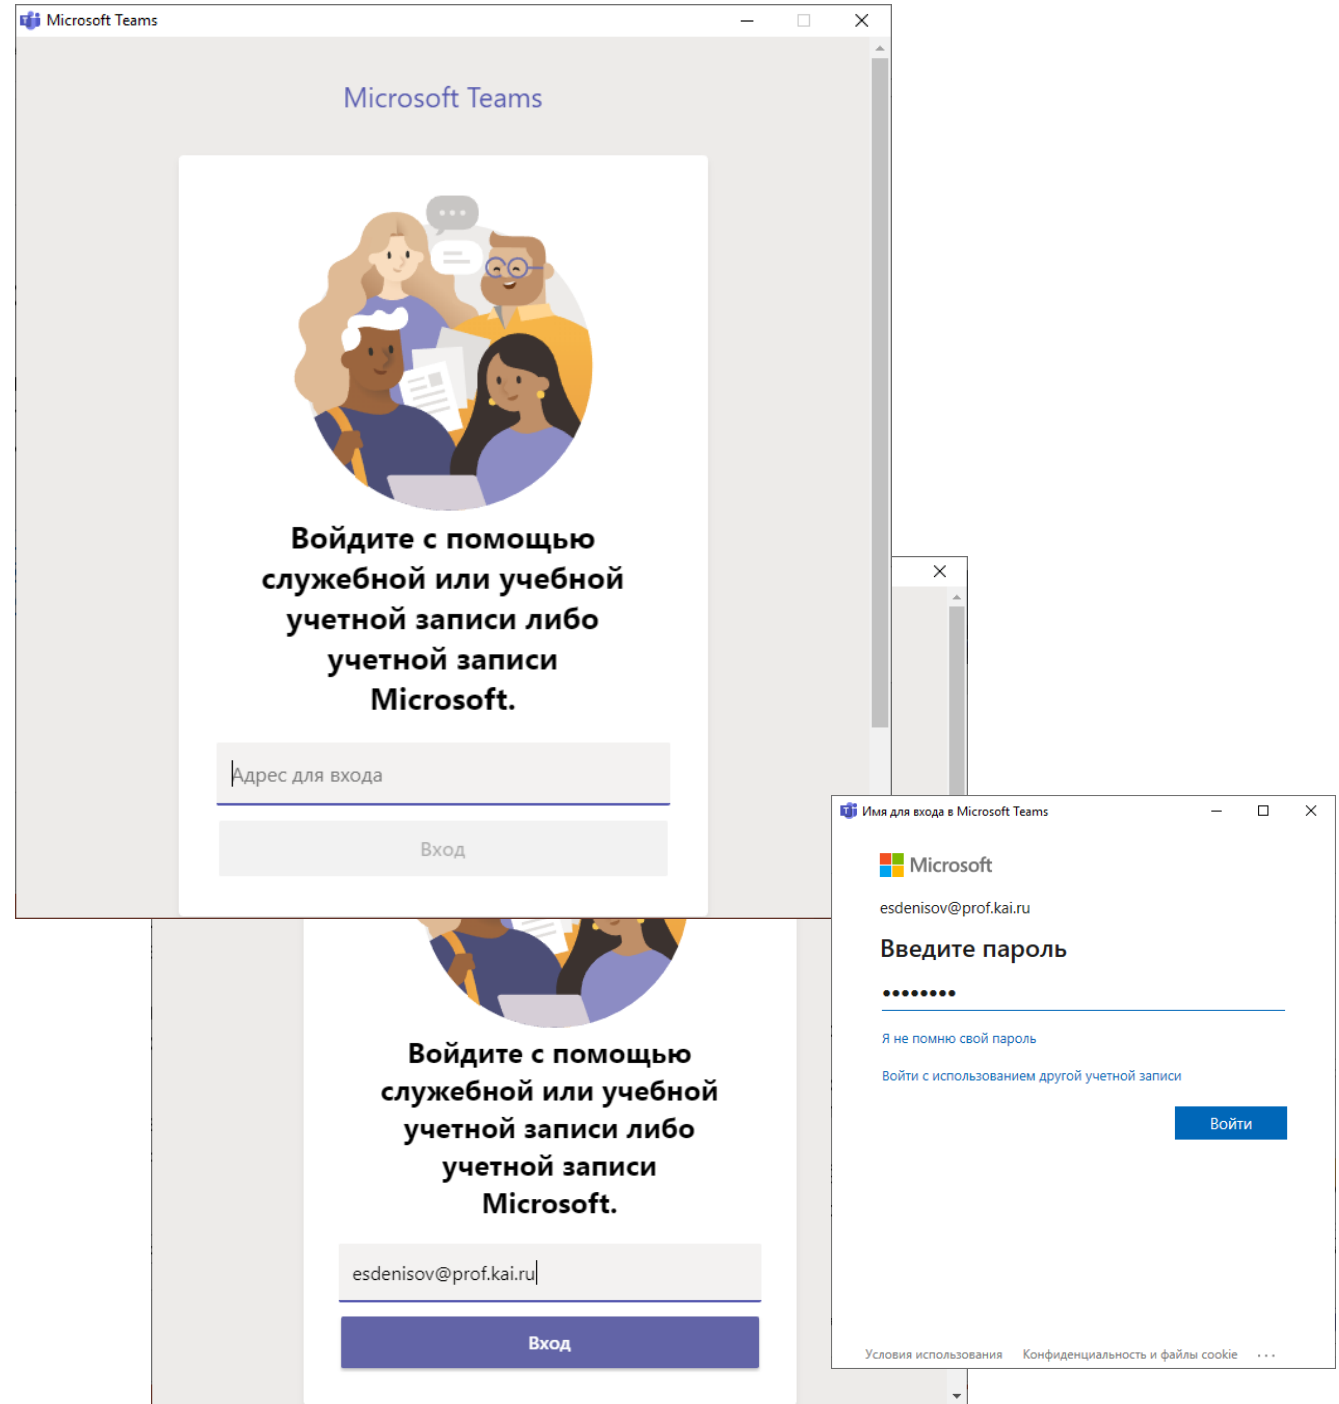 Microsoft Teams
Microsoft Teams
Войдите с помощью
служебной или учебной
учетной записи либо
учетной записи
Microsoft.
Адрес для входа
Вход
Войдите с помощью
служебной или учебной
учетной записи либо
учетной записи
Microsoft.
esdenisov@prof.kai.ru
Вход
Имя для входа в Microsoft Teams
Microsoft
esdenisov@prof.kai.ru
Введите пароль
••••••••
Я не помню свой пароль
Войти с использованием другой учетной записи
Войти
Условия использования Конфиденциальность и файлы cookie ...